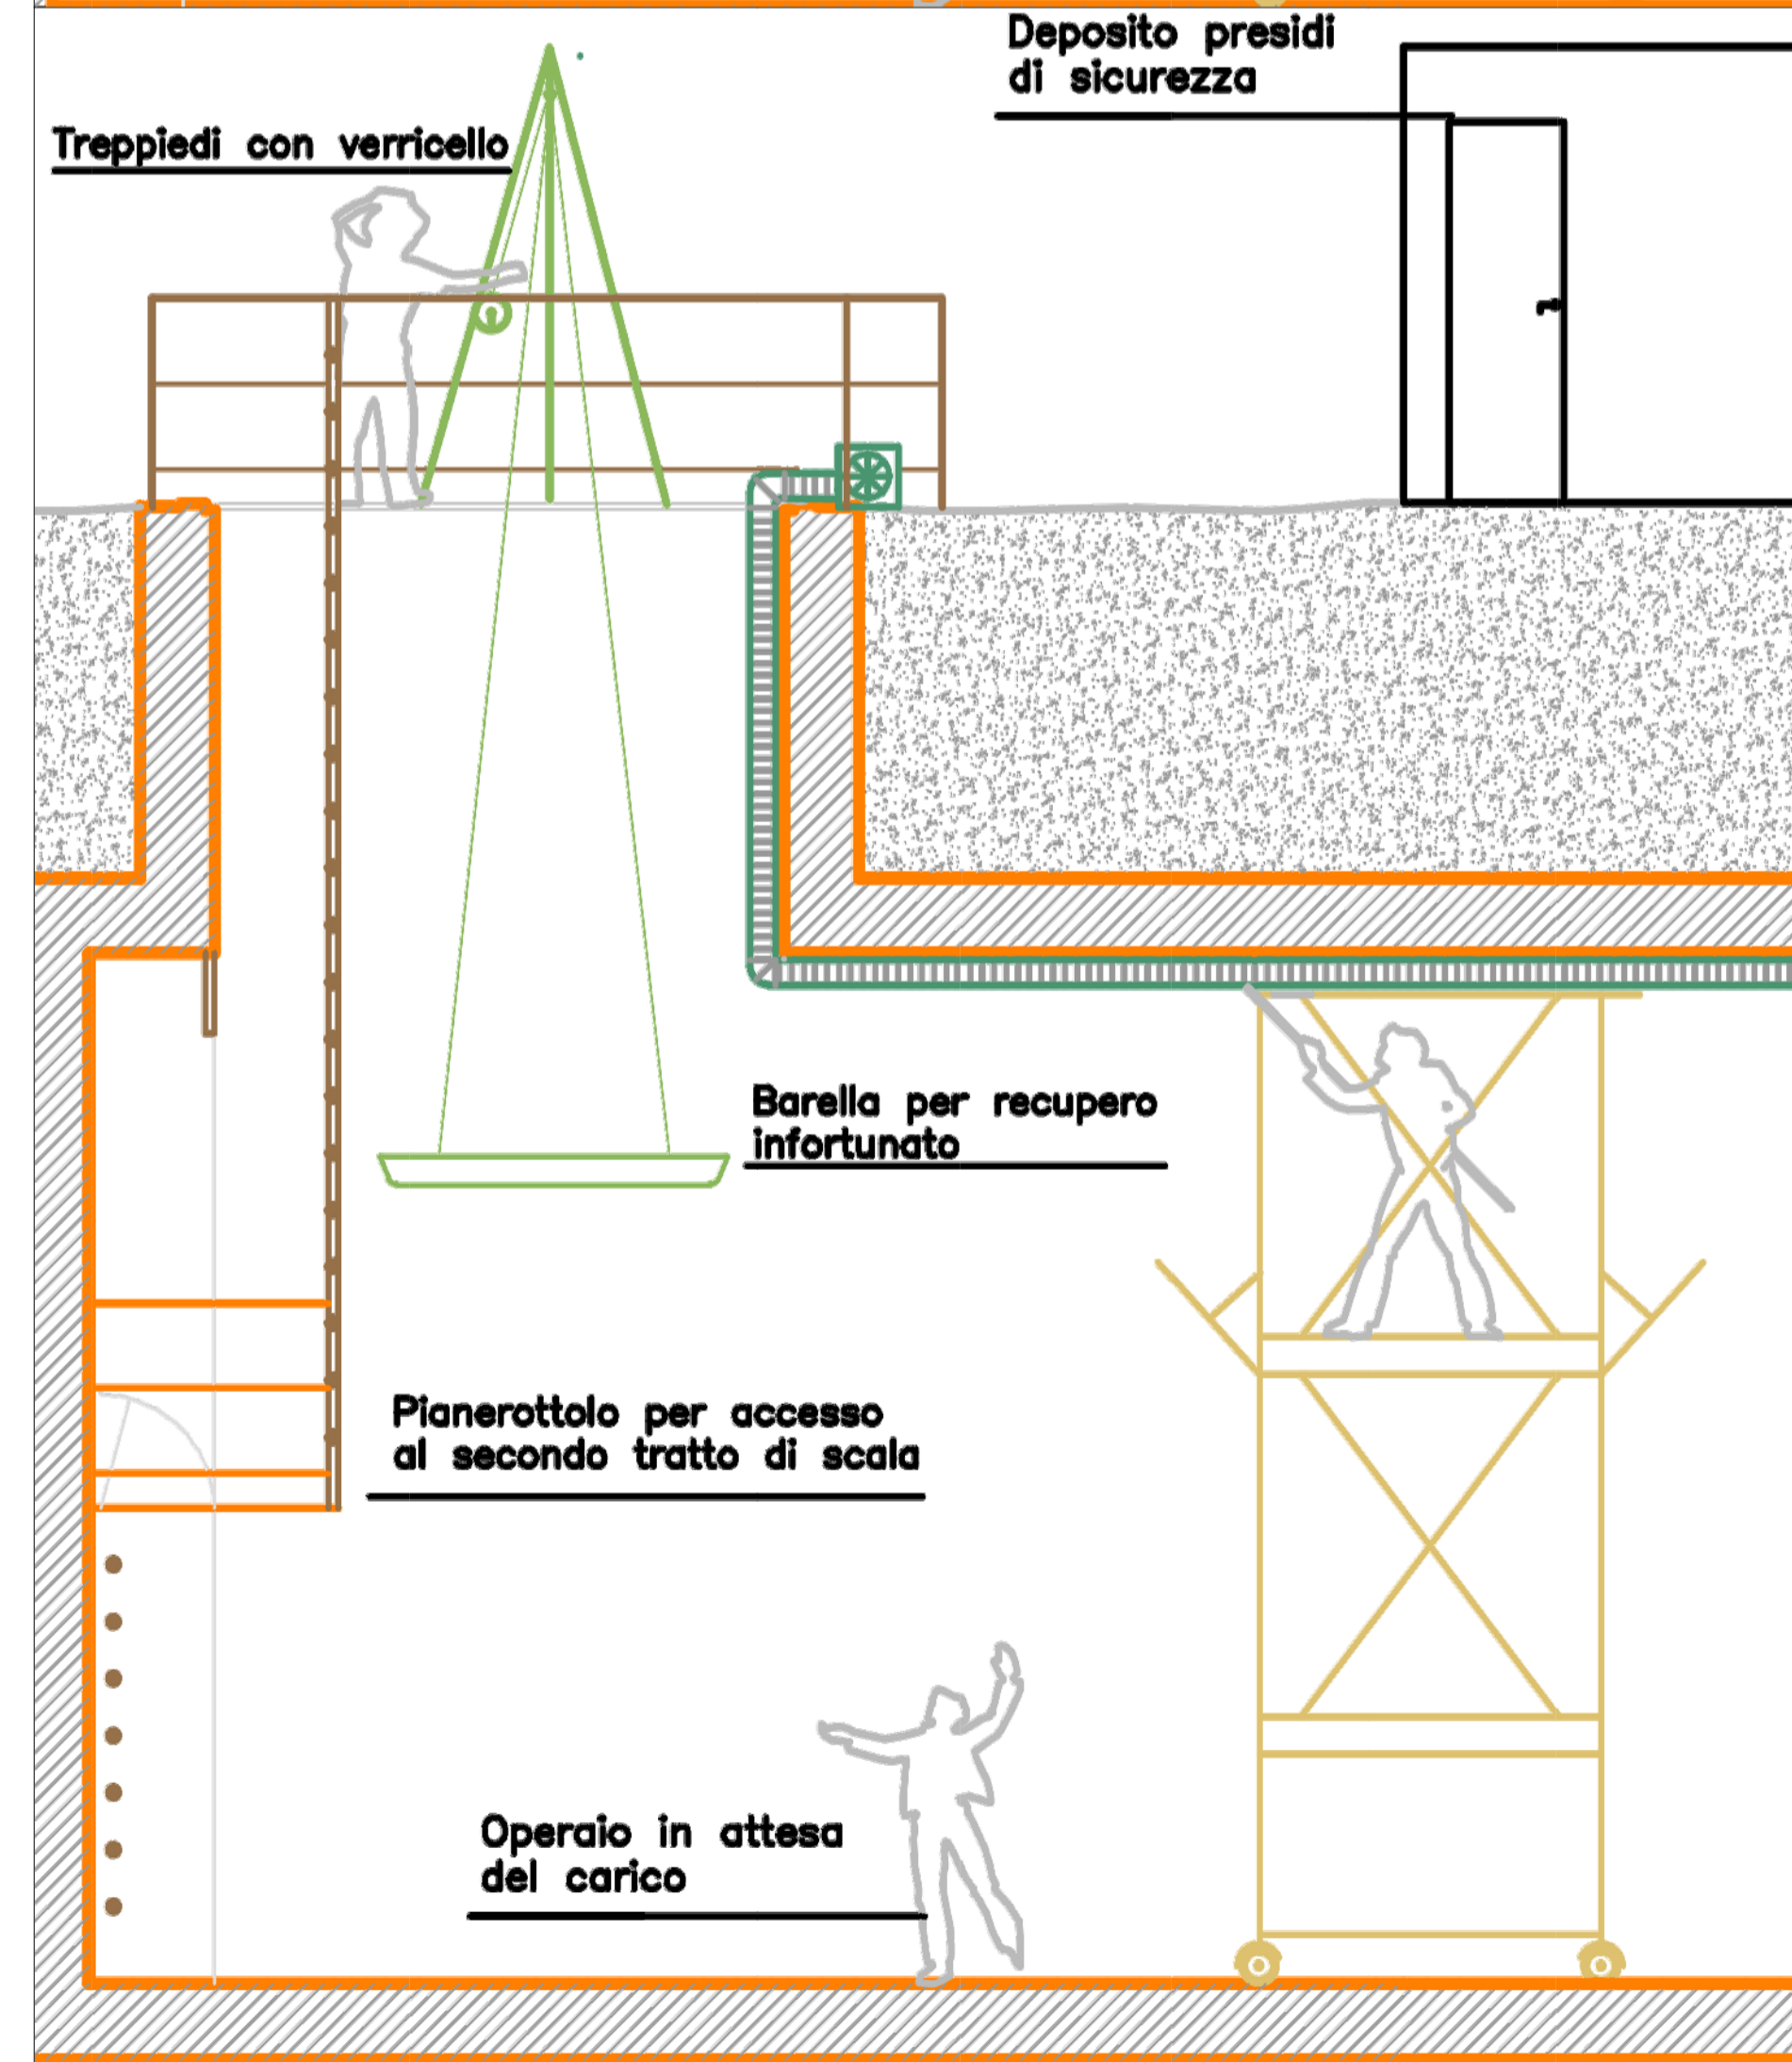 Deposito presidi
di sicurezza
Treppiedi con verricello
Barella per recupero
infortunato
Pianerottolo per accesso
al secondo tratto di scala
Operaio in attesa
del carico